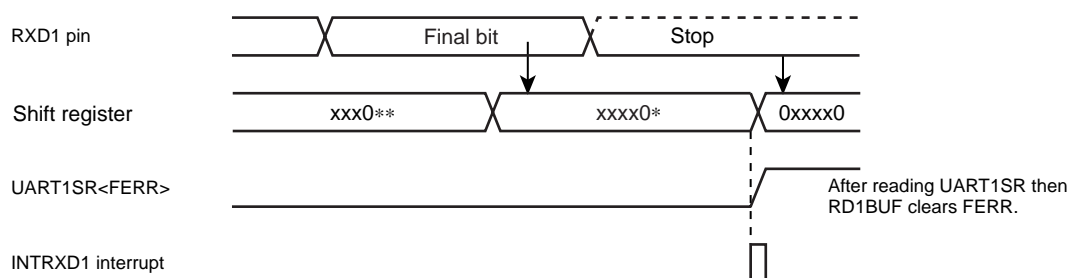 RXD1 pin
Final bit
Stop
Shift register
xxx0**
xxxx0*
0xxxx0
UART1SR<FERR>
After reading UART1SR then
RD1BUF clears FERR.
INTRXD1 interrupt